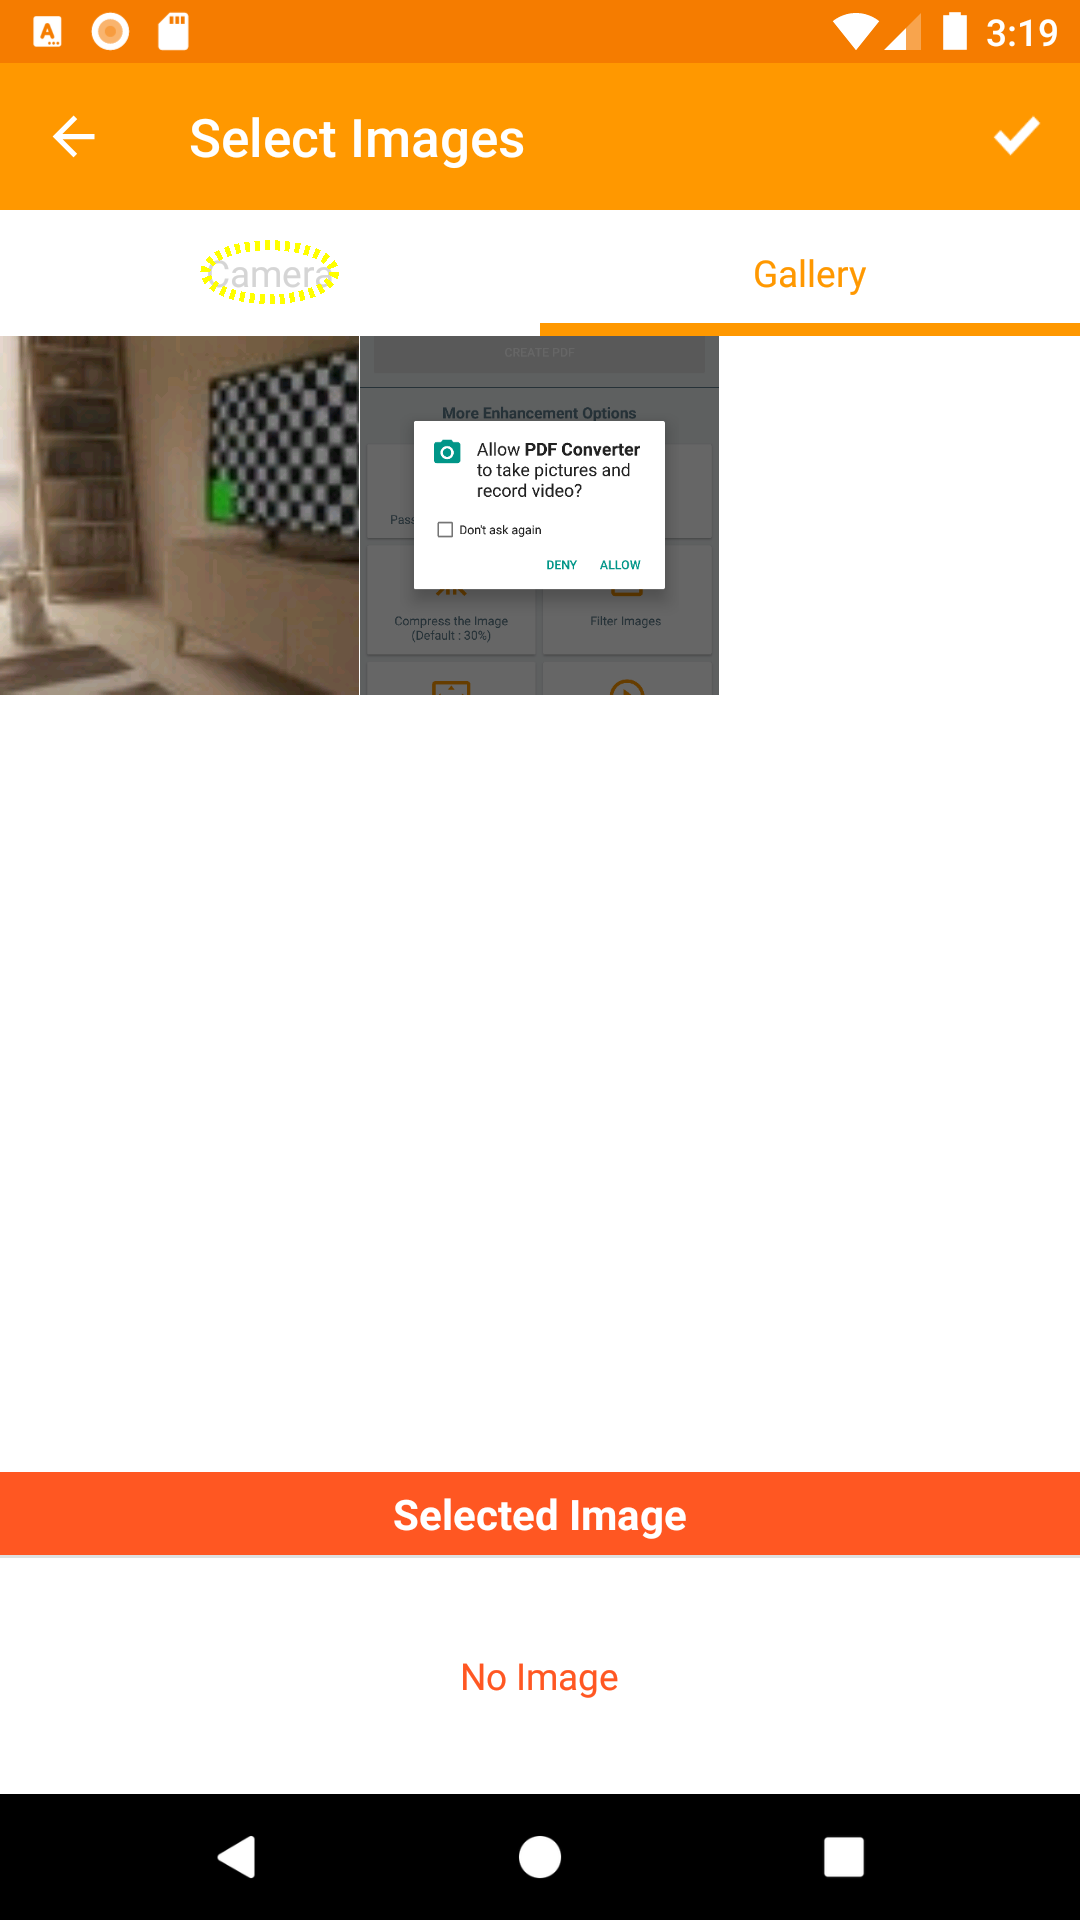 3:19
Select Images
Camera
Gallery
CREATE PDF
More Enhancement Options
Allow PDF Converter
to take pictures and
record video?
Pass
Don't ask again
DENY ALLOW
Compress the Image
(Default : 30%)
Filter Images
Selected Image
No Image